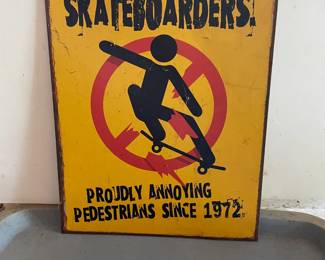 SKATEBOARDERS.
PROUDLY ANNOYING
PEDESTRIANS SINCE 1972